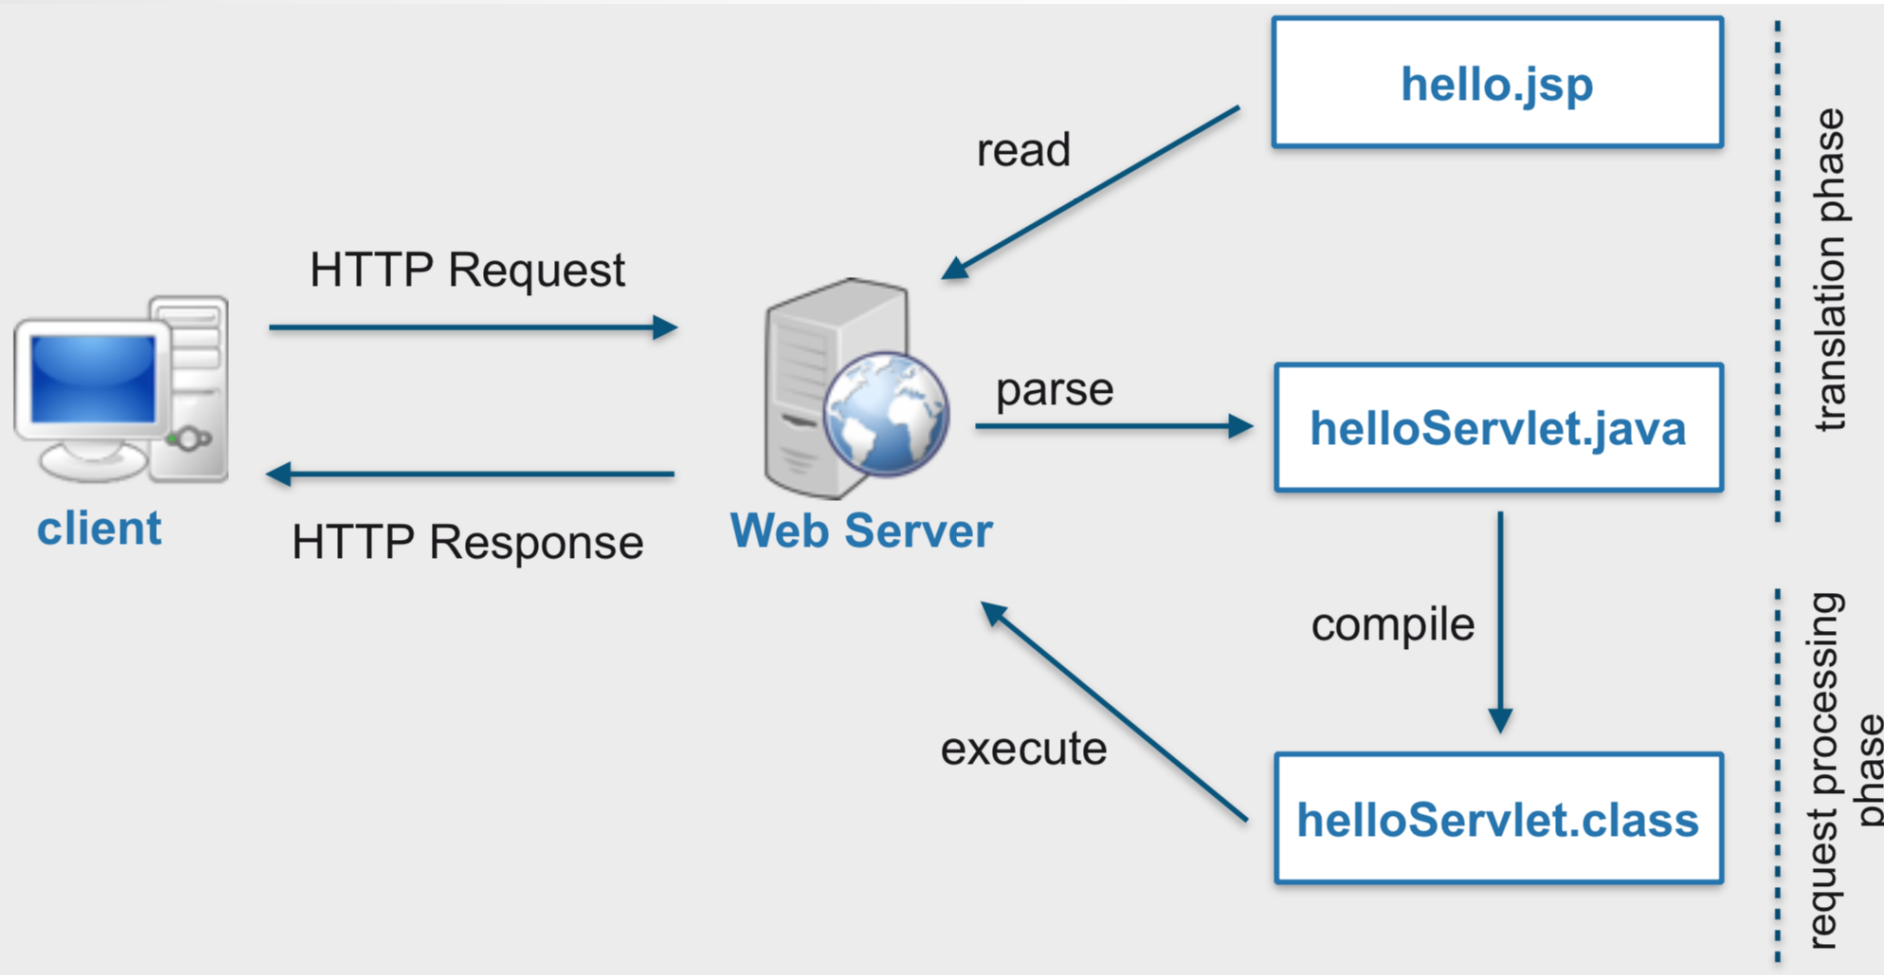 hello.jsp
read
translation phase
HTTP Request
parse
helloServlet.java
client
HTTP Response
Web Server
compile
request processing
phase
execute
helloServlet.class